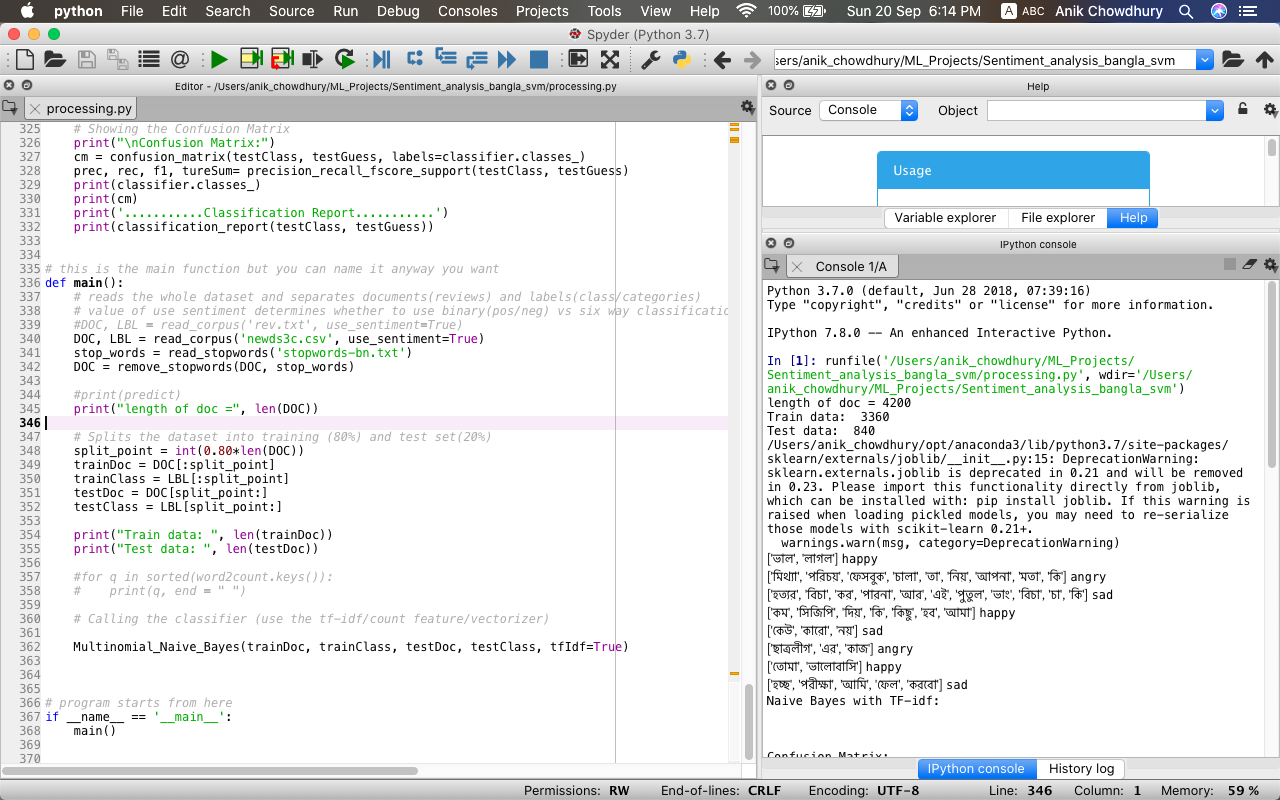 python File Edit Search Source Run Debug Consoles Projects Tools View Help 100% Sun 20 Sep 6:14 PM A ABC Anik Chowdhury
Spyder (Python 3.7)
sers/anik_chowdhury/ML_Projects/Sentiment_analysis_bangla_svm
Editor - /Users/anik_chowdhury/ML_Projects/Sentiment_analysis_bangla_svm/processing.py
processing.py
325 # Showing the Confusion Matrix
326 print("\nConfusion Matrix:")
327 cm = confusion_matrix(testClass, testGuess, labels=classifier.classes_)
328 prec, rec, f1, tureSum= precision_recall_fscore_support(testClass, testGuess)
329 print(classifier.classes_)
330 print(cm)
331 print('...........Classification Report...........')
332 print(classification_report(testClass, testGuess))
333
334
335 # this is the main function but you can name it anyway you want
336 def main():
337 # reads the whole dataset and separates documents(reviews) and labels(class/categories)
338 # value of use sentiment determines whether to use binary(pos/neg) vs six way classificatio
339 #DOC, LBL = read_corpus('rev.txt', use_sentiment=True)
340 DOC, LBL = read_corpus('newds3c.csv', use_sentiment=True)
341 stop_words = read_stopwords('stopwords-bn.txt')
342 DOC = remove_stopwords(DOC, stop_words)
343
344 #print(predict)
345 print("length of doc =", len(DOC))
346
347 # Splits the dataset into training (80%) and test set(20%)
348 split_point = int(0.80*len(DOC))
349 trainDoc = DOC[:split_point]
350 trainClass = LBL[:split_point]
351 testDoc = DOC[split_point:]
352 testClass = LBL[split_point:]
353
354 print("Train data: ", len(trainDoc))
355 print("Test data: ", len(testDoc))
356
357 #for q in sorted(word2count.keys()):
358 # print(q, end = " ")
359
360 # Calling the classifier (use the tf-idf/count feature/vectorizer)
361
362 Multinomial_Naive_Bayes(trainDoc, trainClass, testDoc, testClass, tfIdf=True)
363
364
365
366 # program starts from here
367 if __name__ == '__main__':
368 main()
369
370
Help
Source Console Object
Usage
Variable explorer File explorer Help
IPython console
Console 1/A
Python 3.7.0 (default, Jun 28 2018, 07:39:16)
Type "copyright", "credits" or "license" for more information.
IPython 7.8.0 -- An enhanced Interactive Python.
In [1]: runfile('/Users/anik_chowdhury/ML_Projects/
Sentiment_analysis_bangla_svm/processing.py', wdir='/Users/
anik_chowdhury/ML_Projects/Sentiment_analysis_bangla_svm')
length of doc = 4200
Train data:  3360
Test data:  840
/Users/anik_chowdhury/opt/anaconda3/lib/python3.7/site-packages/
sklearn/externals/joblib/__init__.py:15: DeprecationWarning:
sklearn.externals.joblib is deprecated in 0.21 and will be removed
in 0.23. Please import this functionality directly from joblib,
which can be installed with: pip install joblib. If this warning is
raised when loading pickled models, you may need to re-serialize
those models with scikit-learn 0.21+.
warnings.warn(msg, category=DeprecationWarning)
['ভাল', 'লাগল'] happy
['মিথ্যা', 'পরিচয়', 'ফেসবুক', 'চালা', 'তা', 'নিয়', 'আপনা', 'মতা', 'কি'] angry
['হত্যর', 'বিচা', 'কর', 'পারনা', 'আর', 'এই', 'পুতুল', 'ভাং', 'বিচা', 'চা', 'কি'] sad
['কম', 'সিজিপি', 'দিয়', 'কি', 'কিছু', 'হব', 'আমা'] happy
['কেউ', 'কারো', 'নয়'] sad
['ছাত্রলীগ', 'এর', 'কাজ'] angry
['তোমা', 'ভালোবাসি'] happy
['হচ্ছ', 'পরীক্ষা', 'আমি', 'ফেল', 'করবো'] sad
Naive Bayes with TF-idf:
Confusion Matrix:
IPython console History log
Permissions: RW End-of-lines: CRLF Encoding: UTF-8 Line: 346 Column: 1 Memory: 59 %